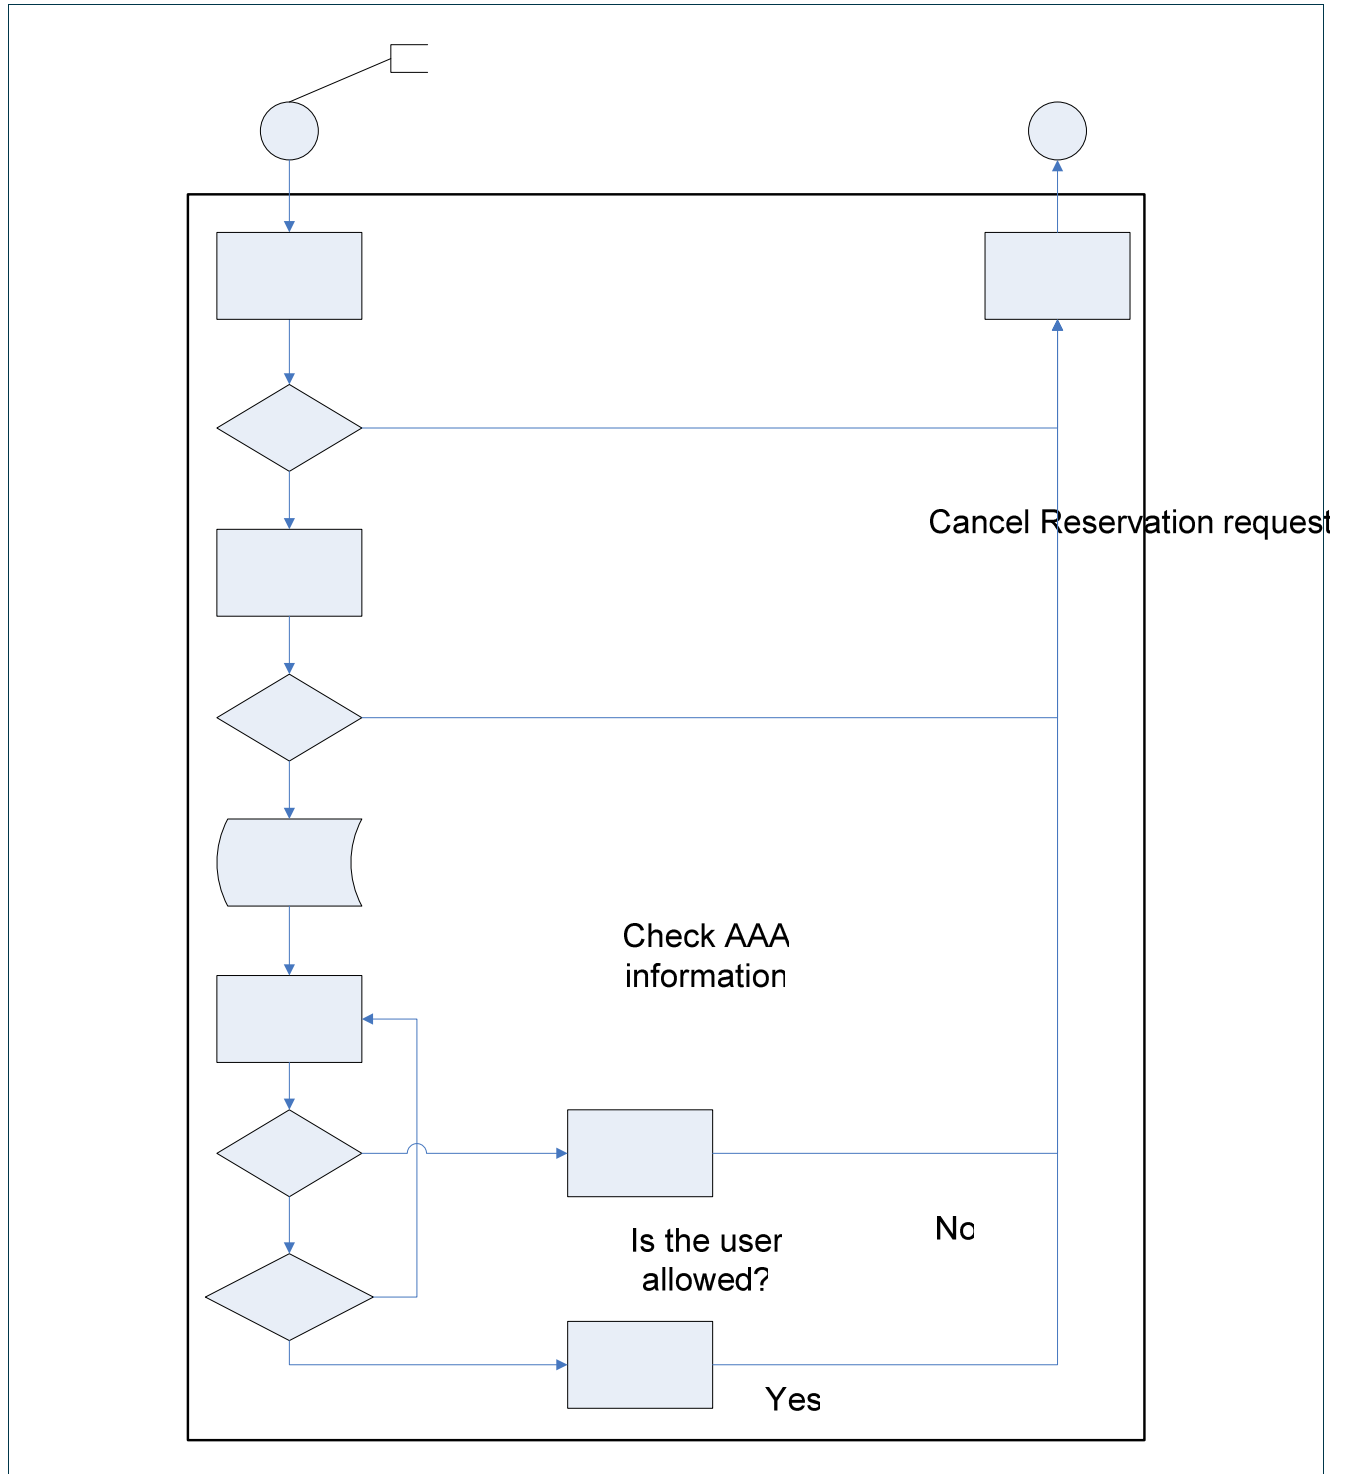 Cancel Reservation request
Check AAA
information
No
Is the user
allowed?
Yes